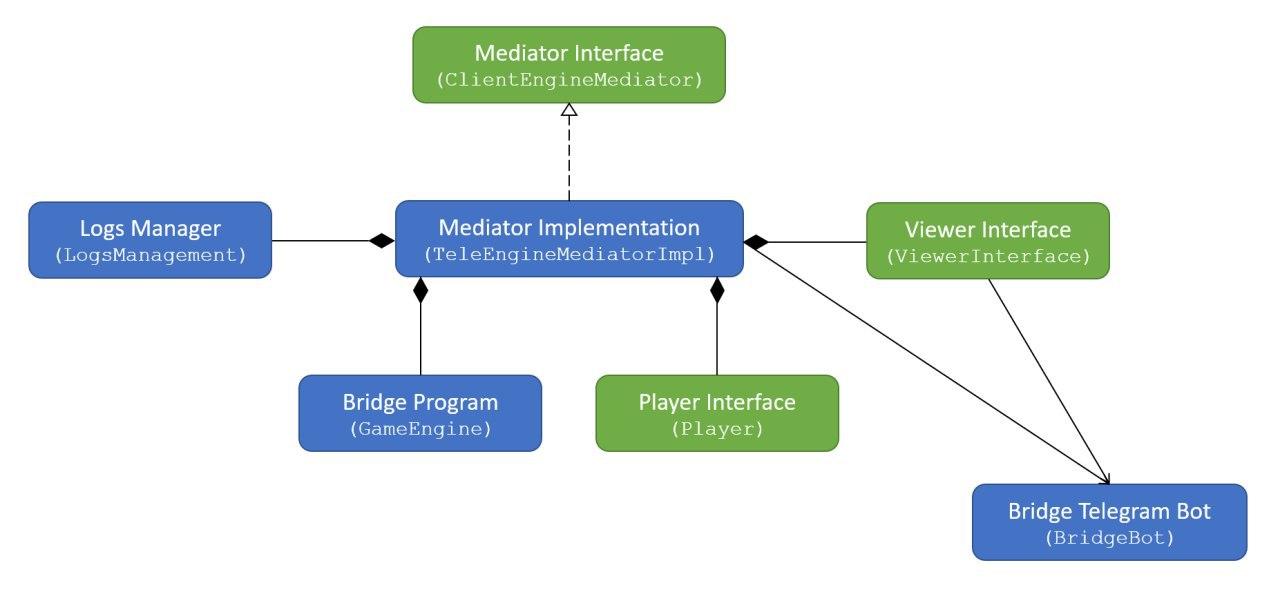 Mediator Interface
(ClientEngineMediator)
Logs Manager
(LogsManagement)
Mediator Implementation
(TeleEngineMediatorImpl)
Viewer Interface
(ViewerInterface)
Bridge Program
(GameEngine)
Player Interface
(Player)
Bridge Telegram Bot
(BridgeBot)